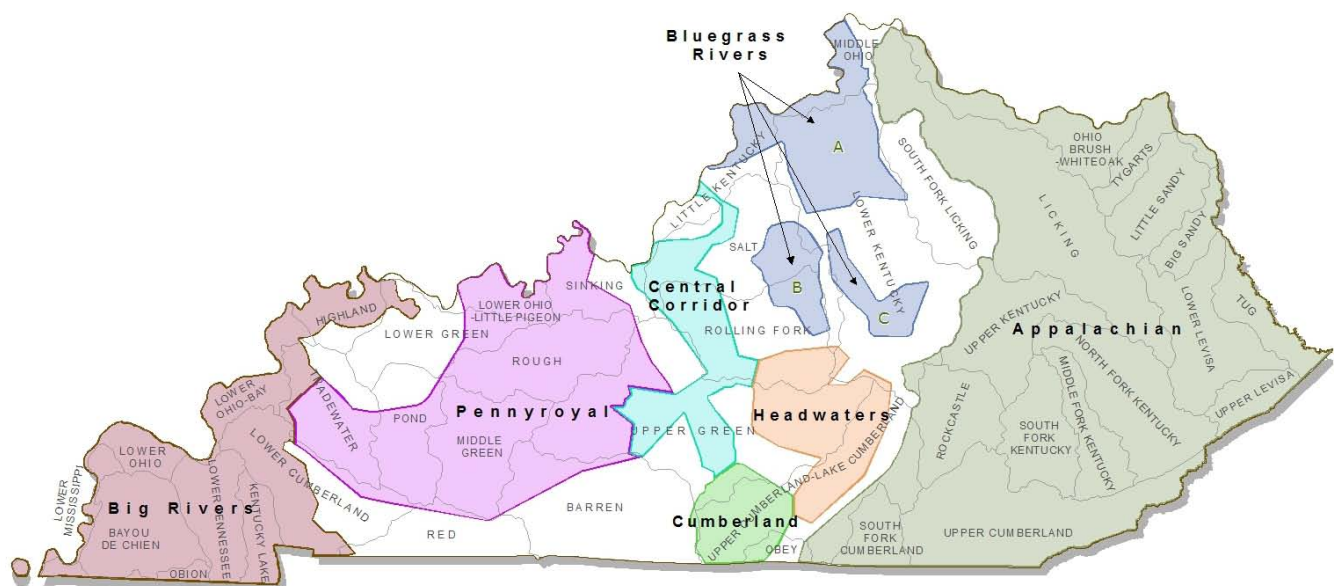 Bluegrass
Rivers
MIDDLE
OHIO
A
LITTLE KENTUCKY
SOUTH FORK LICKING
LOWER KENTUCKY
OHIO
BRUSH
-WHITEOAK
TYGARTS
LICKING
LITTLE SANDY
BIG SANDY
TUG
LOWER LEVISA
UPPER LEVISA
SALT
B
C
Central
Corridor
ROLLING FORK
SINKING
LOWER OHIO
-LITTLE PIGEON
HIGHLAND
LOWER GREEN
ROUGH
Appalachian
UPPER KENTUCKY
NORTH FORK KENTUCKY
MIDDLE FORK KENTUCKY
SOUTH
FORK
KENTUCKY
ROCKCASTLE
TRADEWATER
POND
Pennyroyal
MIDDLE
GREEN
UPPER GREEN
Headwaters
UPPER CUMBERLAND-LAKE CUMBERLAND
LOWER
OHIO-BAY
LOWER CUMBERLAND
LOWER
OHIO
LOWER
MISSISSIPPI
Big Rivers
BAYOU
DE CHIEN
LOWER TENNESSEE
KENTUCKY LAKE
OBION
RED
BARREN
Cumberland
OBEY
SOUTH
FORK
CUMBERLAND
UPPER CUMBERLAND